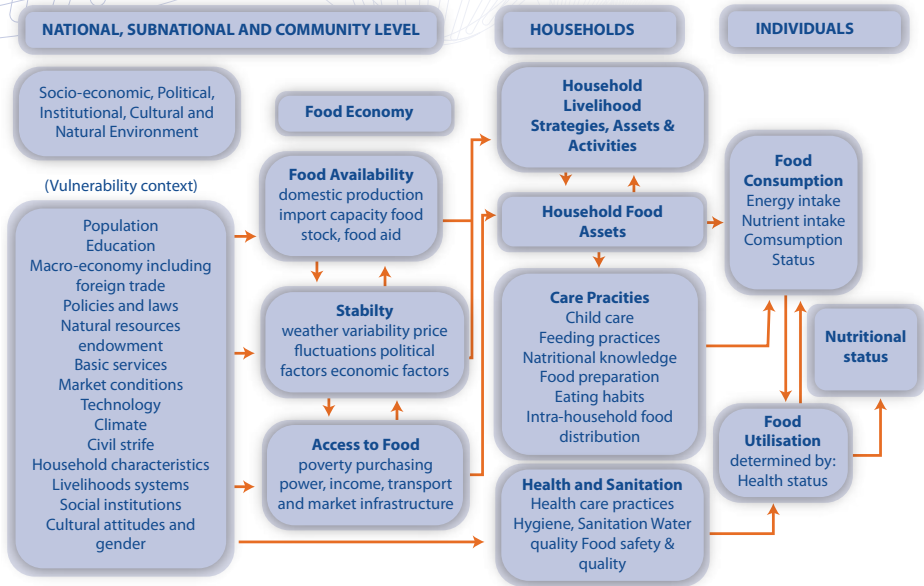 NATIONAL, SUBNATIONAL AND COMMUNITY LEVEL
HOUSEHOLDS
INDIVIDUALS
Socio-economic, Political,
Institutional, Cultural and
Natural Environment
(Vulnerability context)
Population
Education
Macro-economy including
foreign trade
Policies and laws
Natural resources
endowment
Basic services
Market conditions
Technology
Climate
Civil strife
Household characteristics
Livelihoods systems
Social institutions
Cultural attitudes and
gender
Food Economy
Food Availability
domestic production
import capacity food
stock, food aid
Stabilty
weather variability price
fluctuations political
factors economic factors
Access to Food
poverty purchasing
power, income, transport
and market infrastructure
Household
Livelihood
Strategies, Assets &
Activities
Household Food
Assets
Care Pracities
Child care
Feeding practices
Natritional knowledge
Food preparation
Eating habits
Intra-household food
distribution
Health and Sanitation
Health care practices
Hygiene, Sanitation Water
quality Food safety &
quality
Food
Consumption
Energy intake
Nutrient intake
Comsumption
Status
Nutritional
status
Food
Utilisation
determined by:
Health status